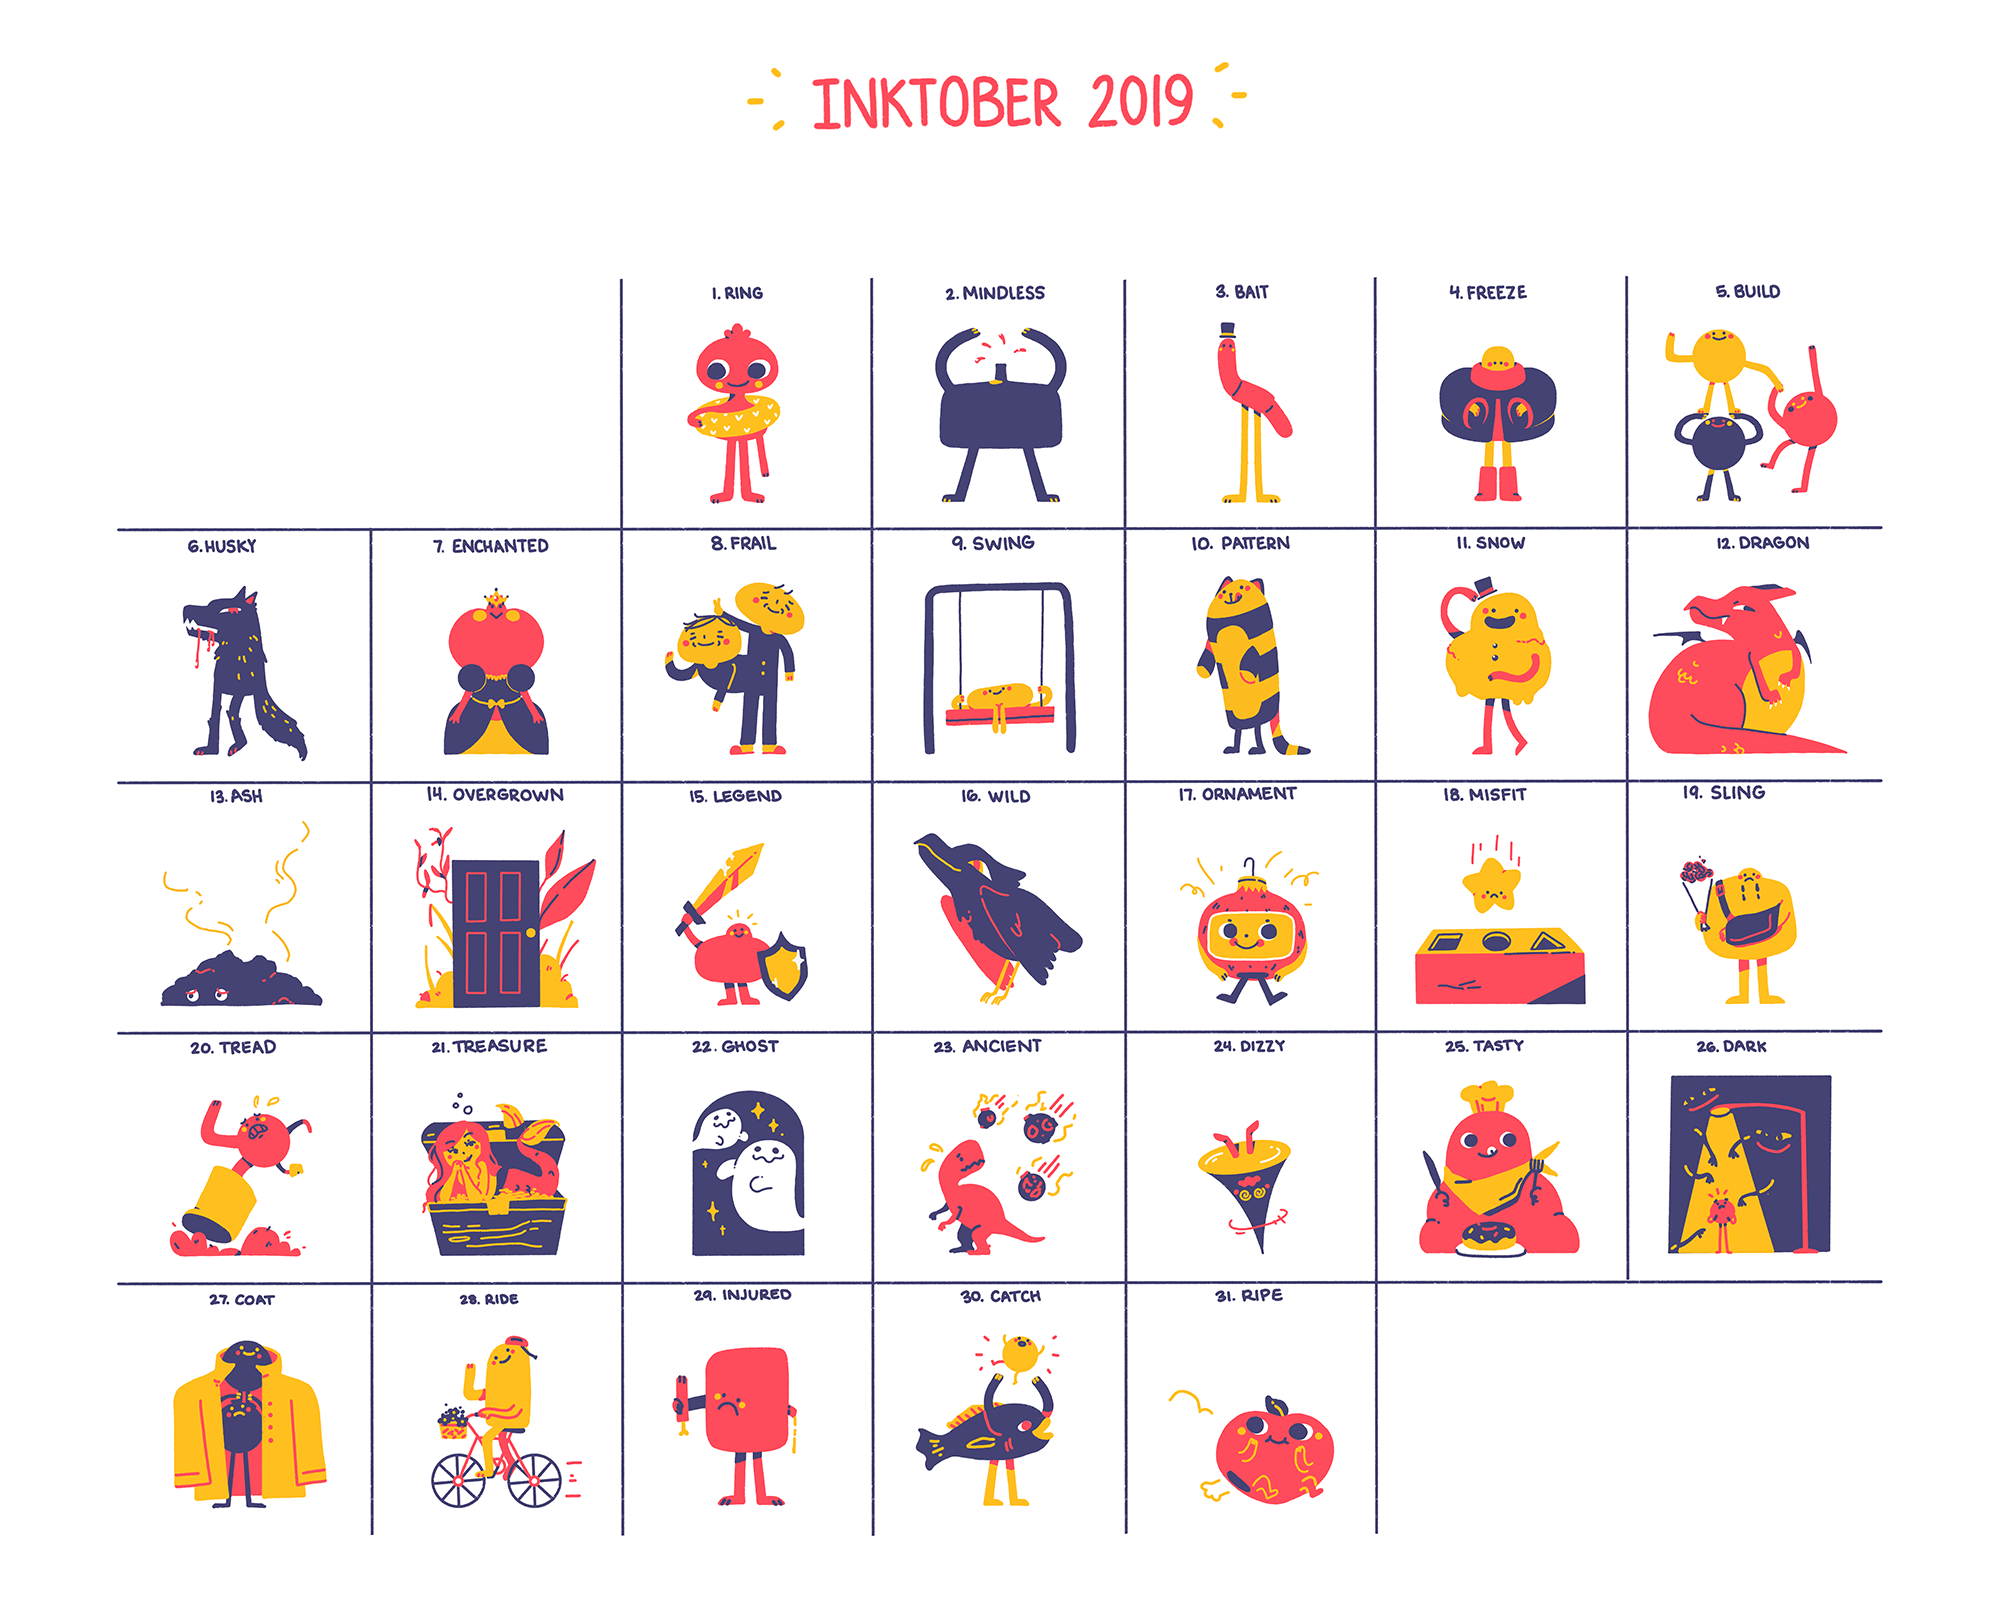 INKTOBER 2019
1. RING
2. MINDLESS
3. BAIT
4. FREEZE
5. BUILD
6. HUSKY
7. ENCHANTED
8. FRAIL
9. SWING
10. PATTERN
11. SNOW
12. DRAGON
13. ASH
14. OVERGROWN
15. LEGEND
16. WILD
17. ORNAMENT
18. MISFIT
19. SLING
20. TREAD
21. TREASURE
22. GHOST
23. ANCIENT
24. DIZZY
25. TASTY
26. DARK
27. COAT
28. RIDE
29. INJURED
30. CATCH
31. RIPE